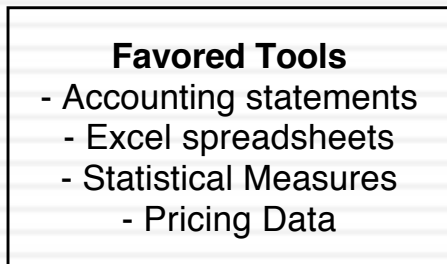 Favored Tools
- Accounting statements
- Excel spreadsheets
- Statistical Measures
- Pricing Data